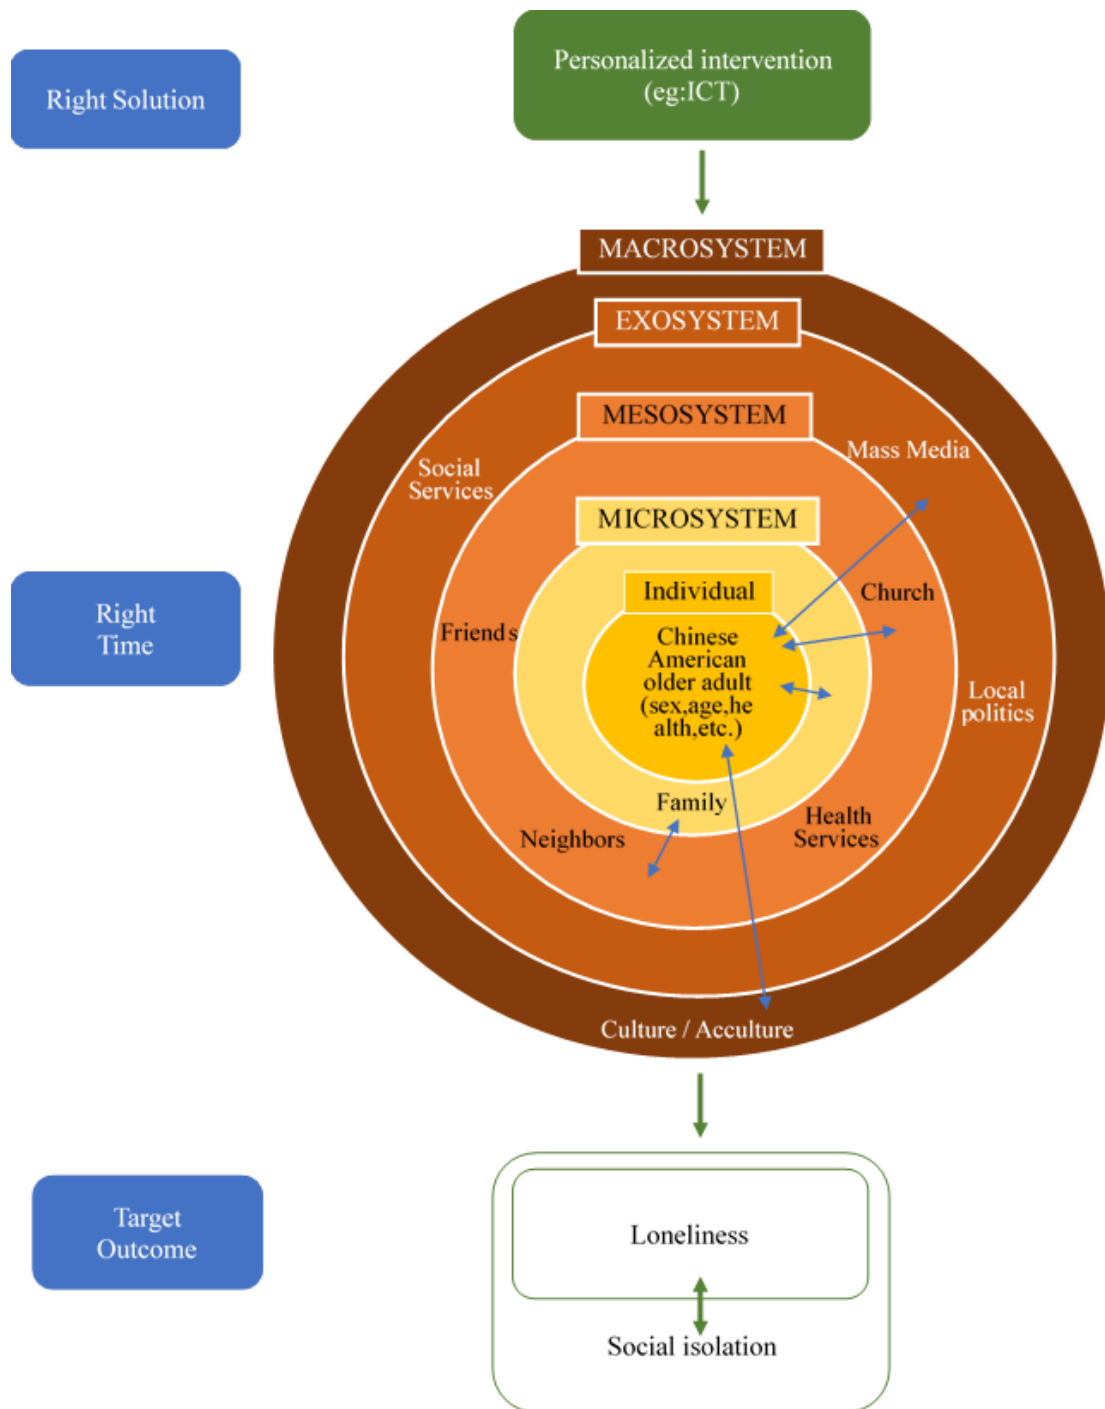 Right Solution
Personalized intervention
(eg:ICT)
MACROSYSTEM
EXOSYSTEM
MESOSYSTEM
Mass Media
Social
Services
MICROSYSTEM
Individual
Church
Right
Time
Friends
Chinese
American
older adult
(sex,age,he
alth,etc.)
Local
politics
Family
Health
Services
Neighbors
Culture / Acculture
Target
Outcome
Loneliness
Social isolation